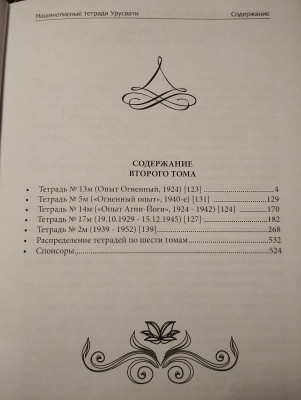 Машинописные тетради Урусвати
Содержание
СОДЕРЖАНИЕ
ВТОРОГО ТОМА
• Тетрадь № 13м (Опыт Огненный, 1924) [123] ........ 4
• Тетрадь № 5м («Огненный опыт», 1940-е) [131] ........ 129
• Тетрадь № 14м («Опыт Агни-Йоги», 1924 - 1942) [124] ........ 170
• Тетрадь № 17м (19.10.1929 - 15.12.1945) [127] ........ 182
• Тетрадь № 2м (1939 - 1952) [139] ........ 268
• Распределение тетрадей по шести томам ........ 532
• Спонсоры ........ 524